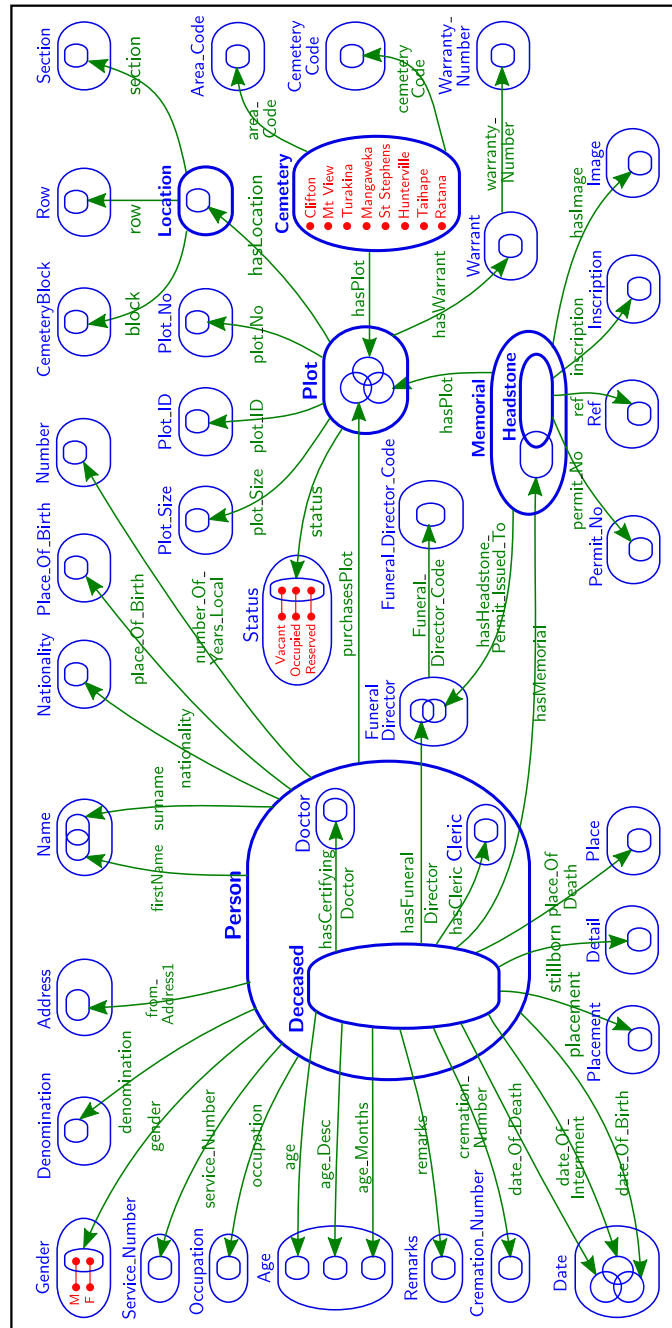 Gender
M
F
Denomination
Address
Name
Nationality
Place_Of_Birth
Number
CemeteryBlock
Row
Section
denomination
gender
from_
Address1
firstName
surname
nationality
place_Of_Birth
number_Of_
Years_Local
block
row
section
Service_Number
service_Number
Occupation
occupation
Person
Plot_Size
Plot_ID
Plot_No
Location
Area_Code
plot_Size
plot_ID
plot_No
hasLocation
area_
Code
Status
Vacant
Occupied
Reserved
status
Plot
Cemetery
Clifton
Mt View
Turakina
Mangaweka
St Stephens
Hunterville
Taihape
Ratana
Cemetery
Code
cemetery_
Code
Age
age
age_Desc
age_Months
Deceased
Doctor
hasCertifying
Doctor
purchasesPlot
hasPlot
hasWarrant
Warranty_
Number
warranty_
Number
Warrant
Remarks
remarks
Funeral
Director
hasFuneral
Director
Funeral_
Director_Code
Funeral_Director_Code
hasPlot
Cremation_Number
cremation_
Number
hasCleric
Cleric
hasHeadstone_
Permit_Issued_To
Memorial
Headstone
date_Of_Death
hasMemorial
Date
date_Of_
Internment
date_Of_Birth
placement
stillborn
place_Of_
Death
permit_No
ref
inscription
hasImage
Placement
Detail
Place
Permit_No
Ref
Inscription
Image